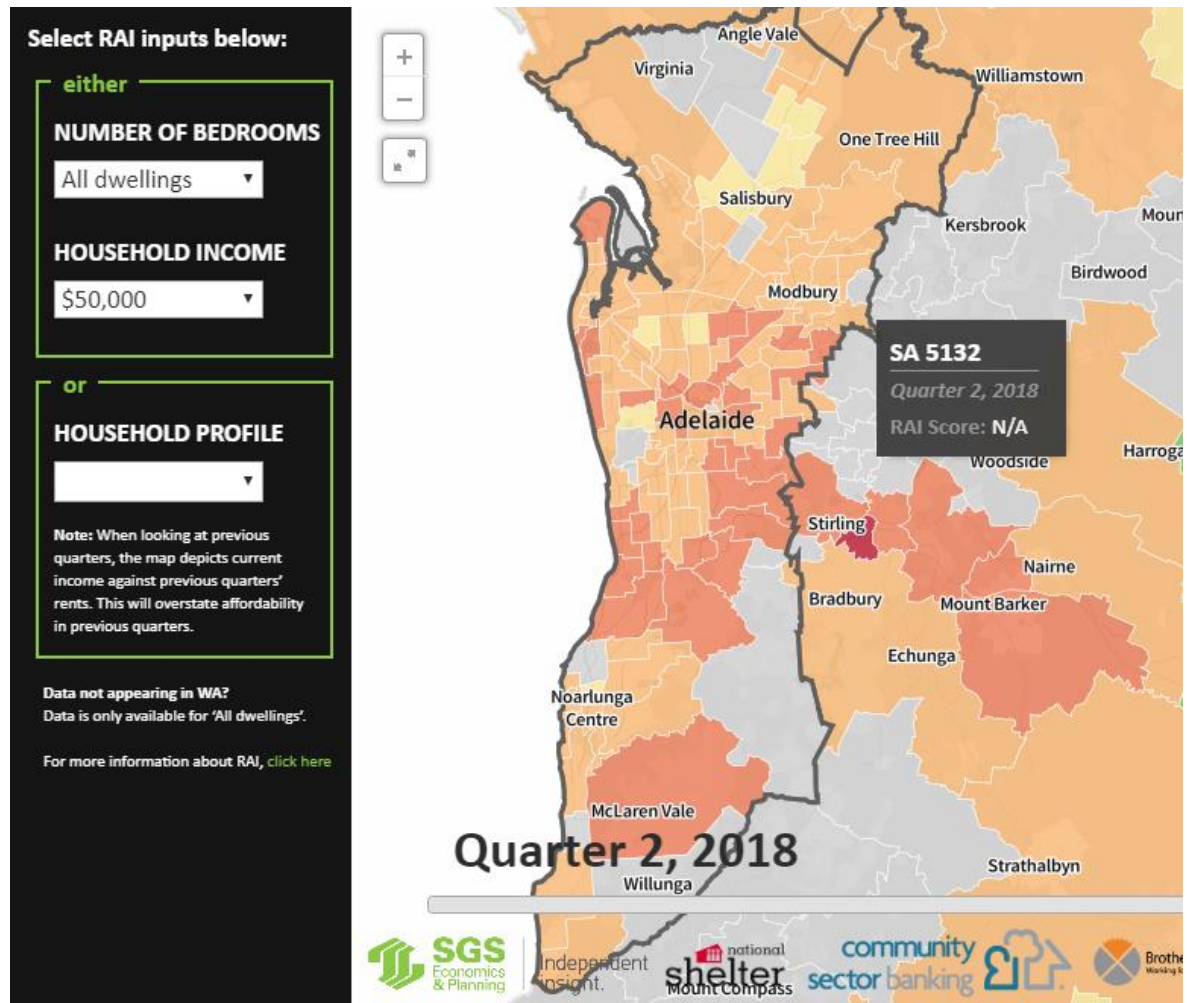 Select RAI inputs below:
either
NUMBER OF BEDROOMS
All dwellings
HOUSEHOLD INCOME
$50,000
or
HOUSEHOLD PROFILE
Note: When looking at previous
quarters, the map depicts current
income against previous quarters'
rents. This will overstate affordability
in previous quarters.
Data not appearing in WA?
Data is only available for 'All dwellings'.
For more information about RAI, click here
+
−
Angle Vale
Virginia
Williamstown
One Tree Hill
Salisbury
Kersbrook
Moun
Birdwood
Modbury
SA 5132
Quarter 2, 2018
RAI Score: N/A
Adelaide
Woodside
Harroga
Stirling
Nairne
Bradbury
Mount Barker
Echunga
Noarlunga
Centre
McLaren Vale
Quarter 2, 2018
Strathalbyn
Willunga
SGS
Economics
& Planning
Independent
insight.
national
shelter
Mount Compass
community
sector banking
Brothe
Working fo